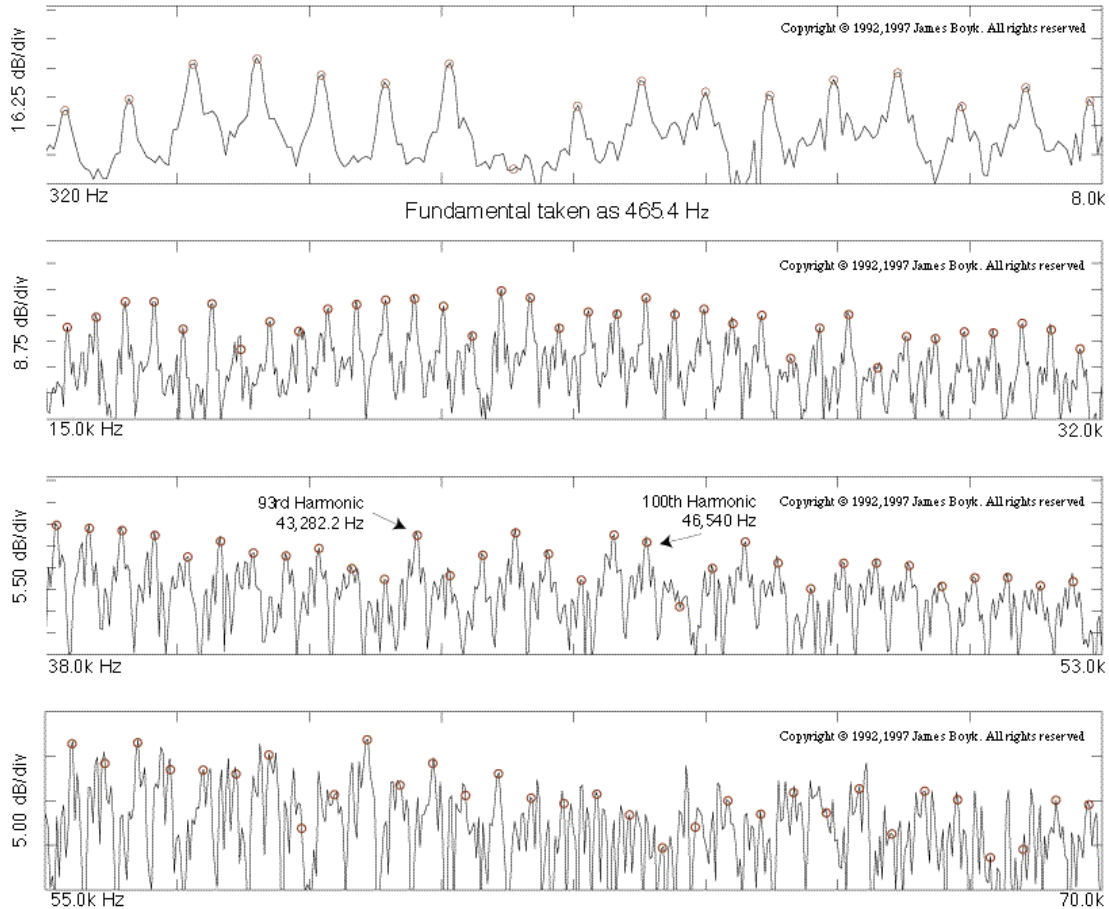 Copyright © 1992,1997 James Boyk. All rights reserved
16.25 dB/div
320 Hz
8.0k
Fundamental taken as 465.4 Hz
Copyright © 1992,1997 James Boyk. All rights reserved
8.75 dB/div
15.0k Hz
32.0k
93rd Harmonic
43,282.2 Hz
100th Harmonic
46,540 Hz
Copyright © 1992,1997 James Boyk. All rights reserved
5.50 dB/div
38.0k Hz
53.0k
Copyright © 1992,1997 James Boyk. All rights reserved
5.00 dB/div
55.0k Hz
70.0k